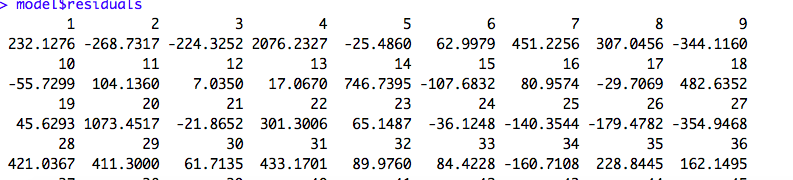 > model$residuals
1 2 3 4 5 6 7 8 9
232.1276 -268.7317 -224.3252 2076.2327 -25.4860 62.9979 451.2256 307.0456 -344.1160
10 11 12 13 14 15 16 17 18
-55.7299 104.1360 7.0350 17.0670 746.7395 -107.6832 80.9574 -29.7069 482.6352
19 20 21 22 23 24 25 26 27
45.6293 1073.4517 -21.8652 301.3006 65.1487 -36.1248 -140.3544 -179.4782 -354.9468
28 29 30 31 32 33 34 35 36
421.0367 411.3000 61.7135 433.1701 89.9760 84.4228 -160.7108 228.8445 162.1495